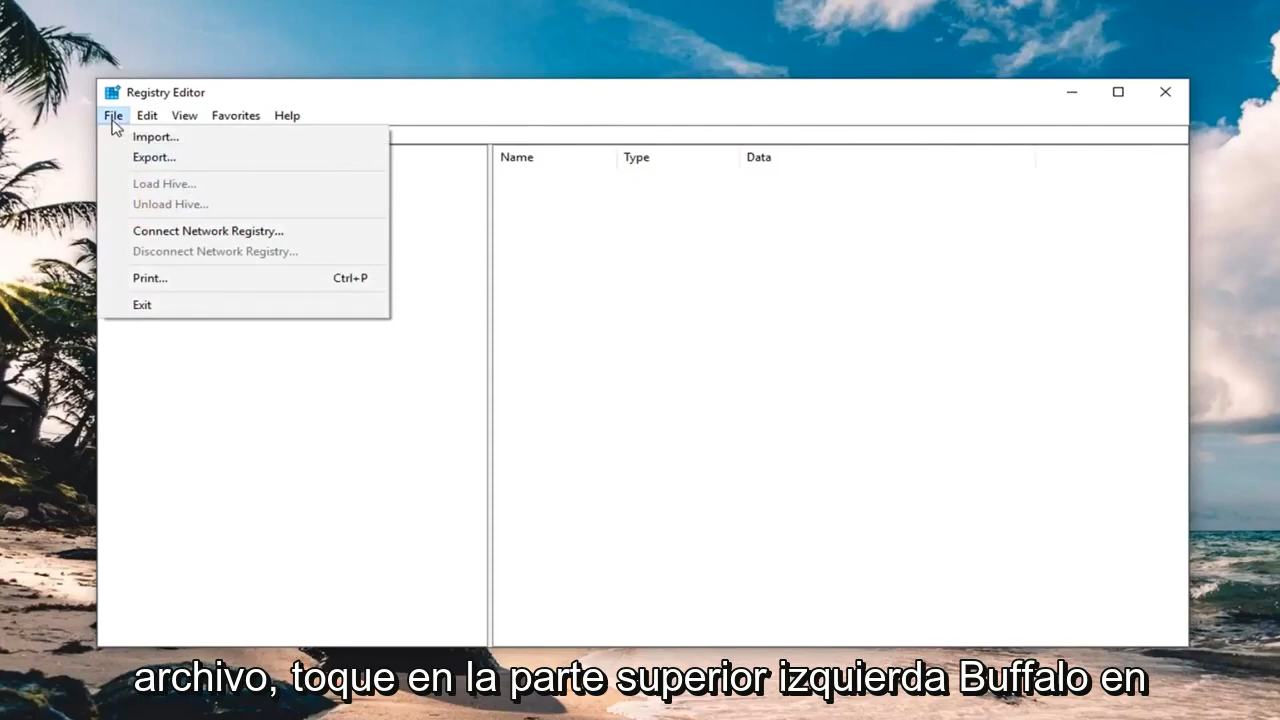 Registry Editor
File Edit View Favorites Help
Import...
Export...
Name Type Data
Load Hive...
Unload Hive...
Connect Network Registry...
Disconnect Network Registry...
Print... Ctrl+P
Exit
archivo, toque en la parte superior izquierda Buffalo en